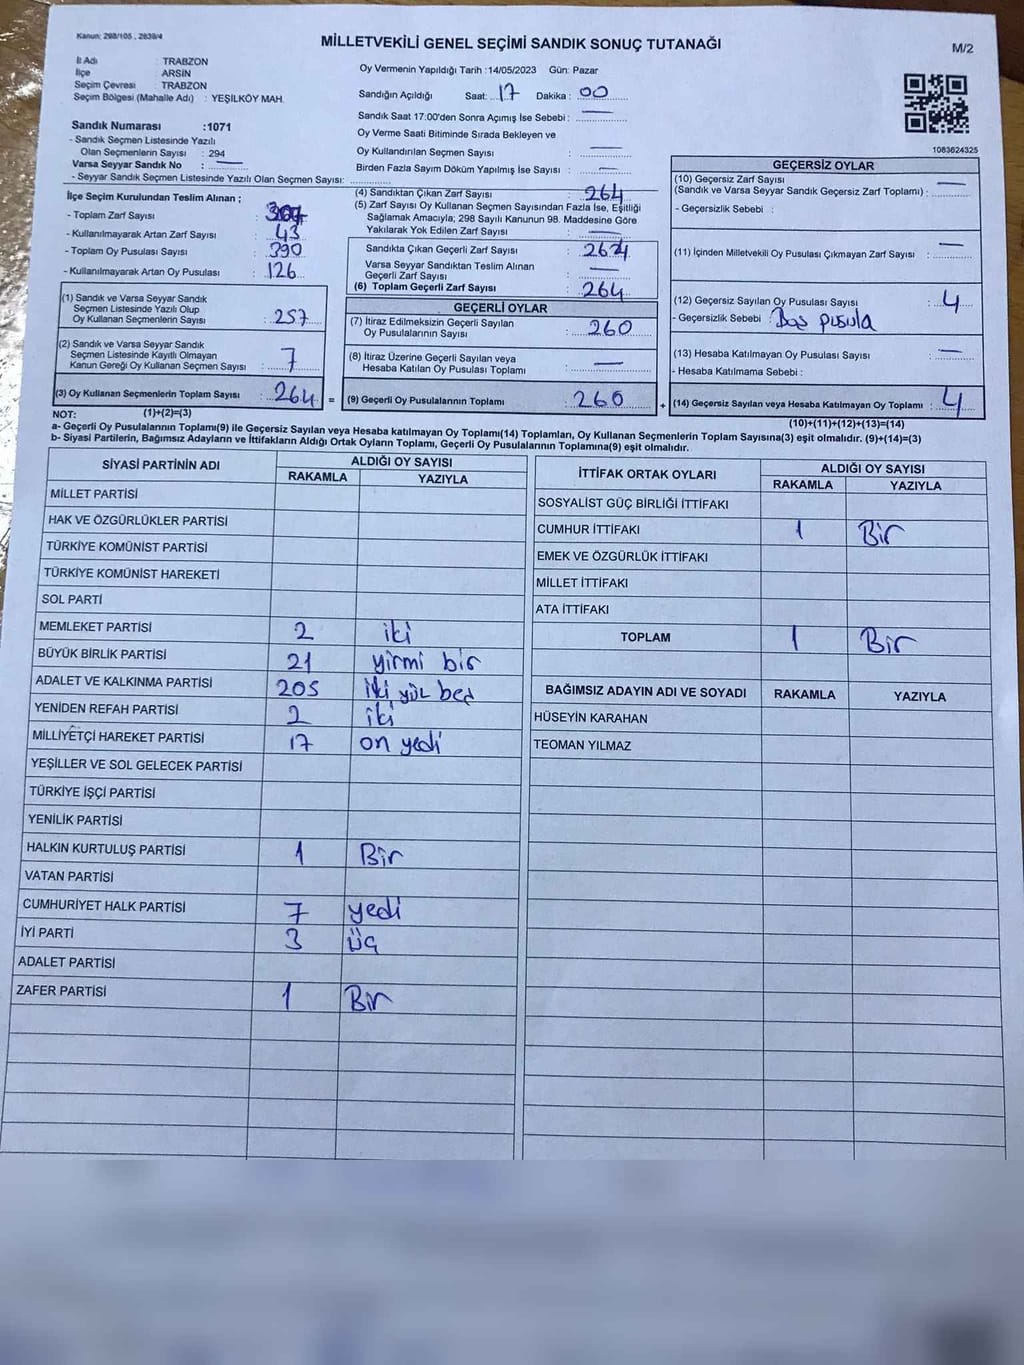 Kanun: 298/105 , 2839/4
MİLLETVEKİLİ GENEL SEÇİMİ SANDIK SONUÇ TUTANAĞI
M/2
İl Adı : TRABZON
İlçe : ARSİN
Seçim Çevresi : TRABZON
Seçim Bölgesi (Mahalle Adı) : YEŞİLKÖY MAH.
Sandık Numarası :1071
- Sandık Seçmen Listesinde Yazılı
Olan Seçmenlerin Sayısı : 294
Varsa Seyyar Sandık No : —
- Seyyar Sandık Seçmen Listesinde Yazılı Olan Seçmen Sayısı:
Oy Vermenin Yapıldığı Tarih :14/05/2023 Gün: Pazar
Sandığın Açıldığı Saat: 17 Dakika : 00
Sandık Saat 17:00'den Sonra Açımış İse Sebebi : —
Oy Verme Saati Bitiminde Sırada Bekleyen ve
Oy Kullandırılan Seçmen Sayısı : —
Birden Fazla Sayım Döküm Yapılmış İse Sayısı : —
1083624325
İlçe Seçim Kurulundan Teslim Alınan ;
- Toplam Zarf Sayısı :
- Kullanılmayarak Artan Zarf Sayısı : 43
- Toplam Oy Pusulası Sayısı : 390
- Kullanılmayarak Artan Oy Pusulası : 126
(1) Sandık ve Varsa Seyyar Sandık
Seçmen Listesinde Yazılı Olup
Oy Kullanan Seçmenlerin Sayısı : 257
(2) Sandık ve Varsa Seyyar Sandık
Seçmen Listesinde Kayıtlı Olmayan
Kanun Gereği Oy Kullanan Seçmen Sayısı : 7
(3) Oy Kullanan Seçmenlerin Toplam Sayısı : 264 =
(4) Sandıktan Çıkan Zarf Sayısı : 264
(5) Zarf Sayısı Oy Kullanan Seçmen Sayısından Fazla İse, Eşitliği
Sağlamak Amacıyla; 298 Sayılı Kanunun 98. Maddesine Göre
Yakılarak Yok Edilen Zarf Sayısı : —
Sandıkta Çıkan Geçerli Zarf Sayısı : 264
Varsa Seyyar Sandıktan Teslim Alınan
Geçerli Zarf Sayısı : —
(6) Toplam Geçerli Zarf Sayısı : 264
GEÇERLİ OYLAR
(7) İtiraz Edilmeksizin Geçerli Sayılan
Oy Pusulalarının Sayısı : 260
(8) İtiraz Üzerine Geçerli Sayılan veya
Hesaba Katılan Oy Pusulası Toplamı : —
(9) Geçerli Oy Pusulalarının Toplamı : 260 +
GEÇERSİZ OYLAR
(10) Geçersiz Zarf Sayısı
(Sandık ve Varsa Seyyar Sandık Geçersiz Zarf Toplamı) : —
- Geçersizlik Sebebi :
(11) İçinden Milletvekili Oy Pusulası Çıkmayan Zarf Sayısı : —
(12) Geçersiz Sayılan Oy Pusulası Sayısı : 4
- Geçersizlik Sebebi : Boş pusula
(13) Hesaba Katılmayan Oy Pusulası Sayısı : —
- Hesaba Katılmama Sebebi :
(14) Geçersiz Sayılan veya Hesaba Katılmayan Oy Toplamı : 4
NOT: (1)+(2)=(3)
(10)+(11)+(12)+(13)=(14)
a- Geçerli Oy Pusulasının Toplam(9) ile Geçersiz Sayılan veya Hesaba katılmayan Oy Toplamı(14) Toplamları, Oy Kullanan Seçmenlerin Toplam Sayısına(3) eşit olmalıdır. (9)+(14)=(3)
b- Siyasi Partilerin, Bağımsız Adayların ve İttifakların Aldığı Ortak Oyların Toplamı, Geçerli Oy Pusulalarının Toplamına(9) eşit olmalıdır.
SİYASİ PARTİNİN ADI ALDIĞI OY SAYISI
RAKAMLA YAZIYLA
MİLLET PARTİSİ
HAK VE ÖZGÜRLÜKLER PARTİSİ
TÜRKİYE KOMÜNİST PARTİSİ
TÜRKİYE KOMÜNİST HAREKETİ
SOL PARTİ
MEMLEKET PARTİSİ 2 iki
BÜYÜK BİRLİK PARTİSİ 21 yirmi bir
ADALET VE KALKINMA PARTİSİ 205 iki yüz beş
YENİDEN REFAH PARTİSİ 2 iki
MİLLİYETÇİ HAREKET PARTİSİ 17 on yedi
YEŞİLLER VE SOL GELECEK PARTİSİ
TÜRKİYE İŞÇİ PARTİSİ
YENİLİK PARTİSİ
HALKIN KURTULUŞ PARTİSİ 1 Bir
VATAN PARTİSİ
CUMHURİYET HALK PARTİSİ 7 yedi
İYİ PARTİ 3 üç
ADALET PARTİSİ
ZAFER PARTİSİ 1 Bir
İTTİFAK ORTAK OYLARI ALDIĞI OY SAYISI
RAKAMLA YAZIYLA
SOSYALİST GÜÇ BİRLİĞİ İTTİFAKI
CUMHUR İTTİFAKI 1 Bir
EMEK VE ÖZGÜRLÜK İTTİFAKI
MİLLET İTTİFAKI
ATA İTTİFAKI
TOPLAM 1 Bir
BAĞIMSIZ ADAYIN ADI VE SOYADI RAKAMLA YAZIYLA
HÜSEYİN KARAHAN
TEOMAN YILMAZ